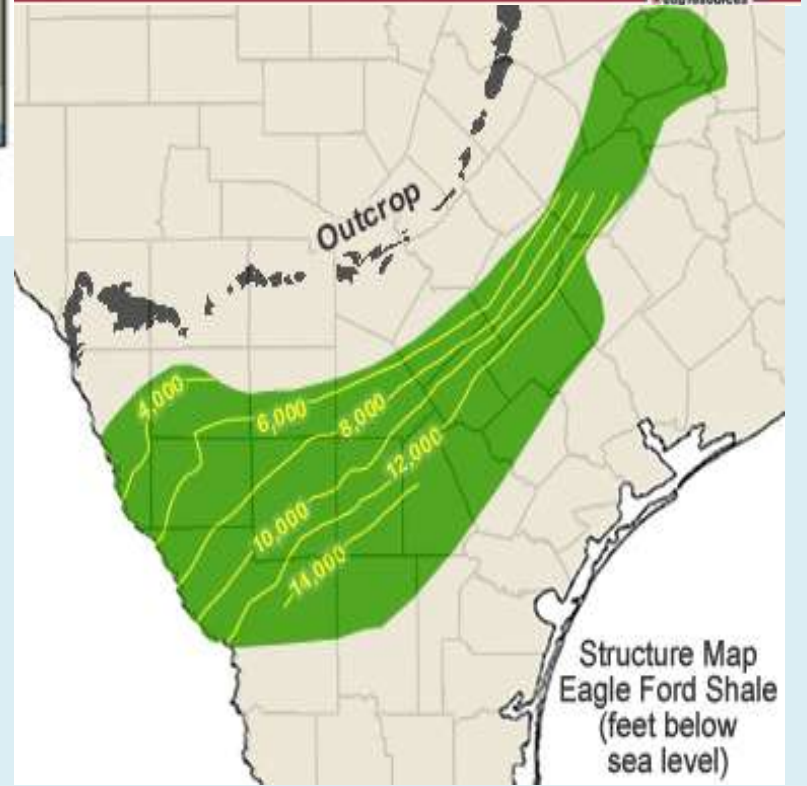 Outcrop
4,000
6,000
8,000
10,000
12,000
14,000
Structure Map
Eagle Ford Shale
(feet below
sea level)